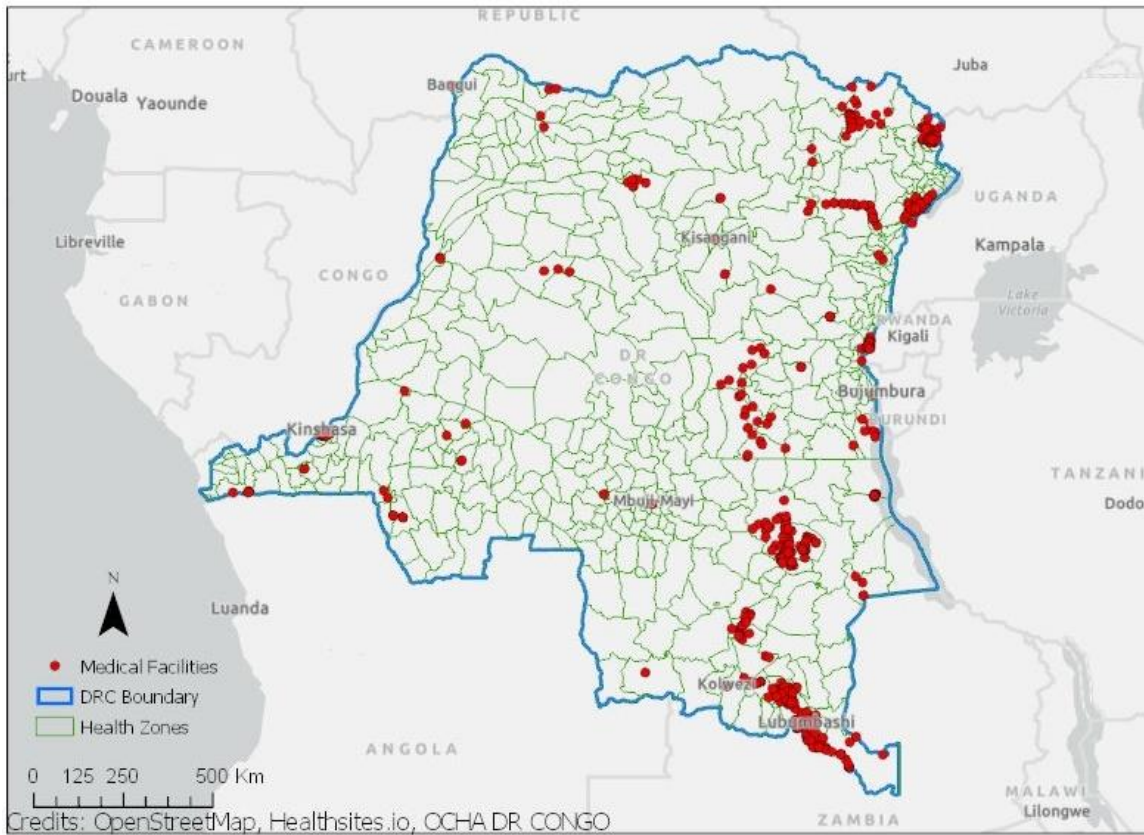 REPUBLIC
CAMEROON
Juba
Bangui
Douala
Yaounde
UGANDA
Libreville
Kisangani
Kampala
CONGO
GABON
Lake
Victoria
RWANDA
Kigali
DR
CONGO
Bujumbura
BURUNDI
Kinshasa
TANZANI
Mbuji-Mayi
Dodo
N
Luanda
Medical Facilities
DRC Boundary
Kolwezi
Health Zones
Lubumbashi
ANGOLA
0 125 250 500 Km
MALAWI
Lilongwe
Credits: OpenStreetMap, Healthsites.io, OCHA DR CONGO
ZAMBIA